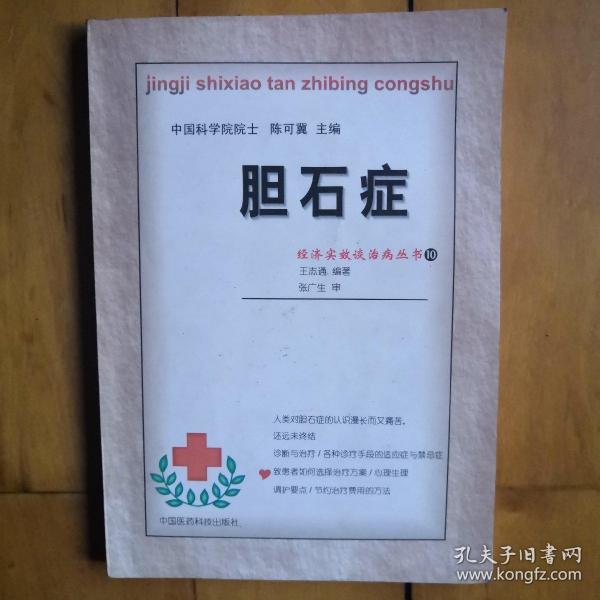 jingji shixiao tan zhibing congshu
中国科学院院士 陈可冀 主编
胆石症
经济实效谈治病丛书⑩
王志通 编著
张广生 审
人类对胆石症的认识漫长而又痛苦。
还远未终结
诊断与治疗/各种诊疗手段的适应症与禁忌症
致患者如何选择治疗方案/心理生理
调护要点/节约治疗费用的方法
中国医药科技出版社
孔夫子旧书网
www.kongfz.com